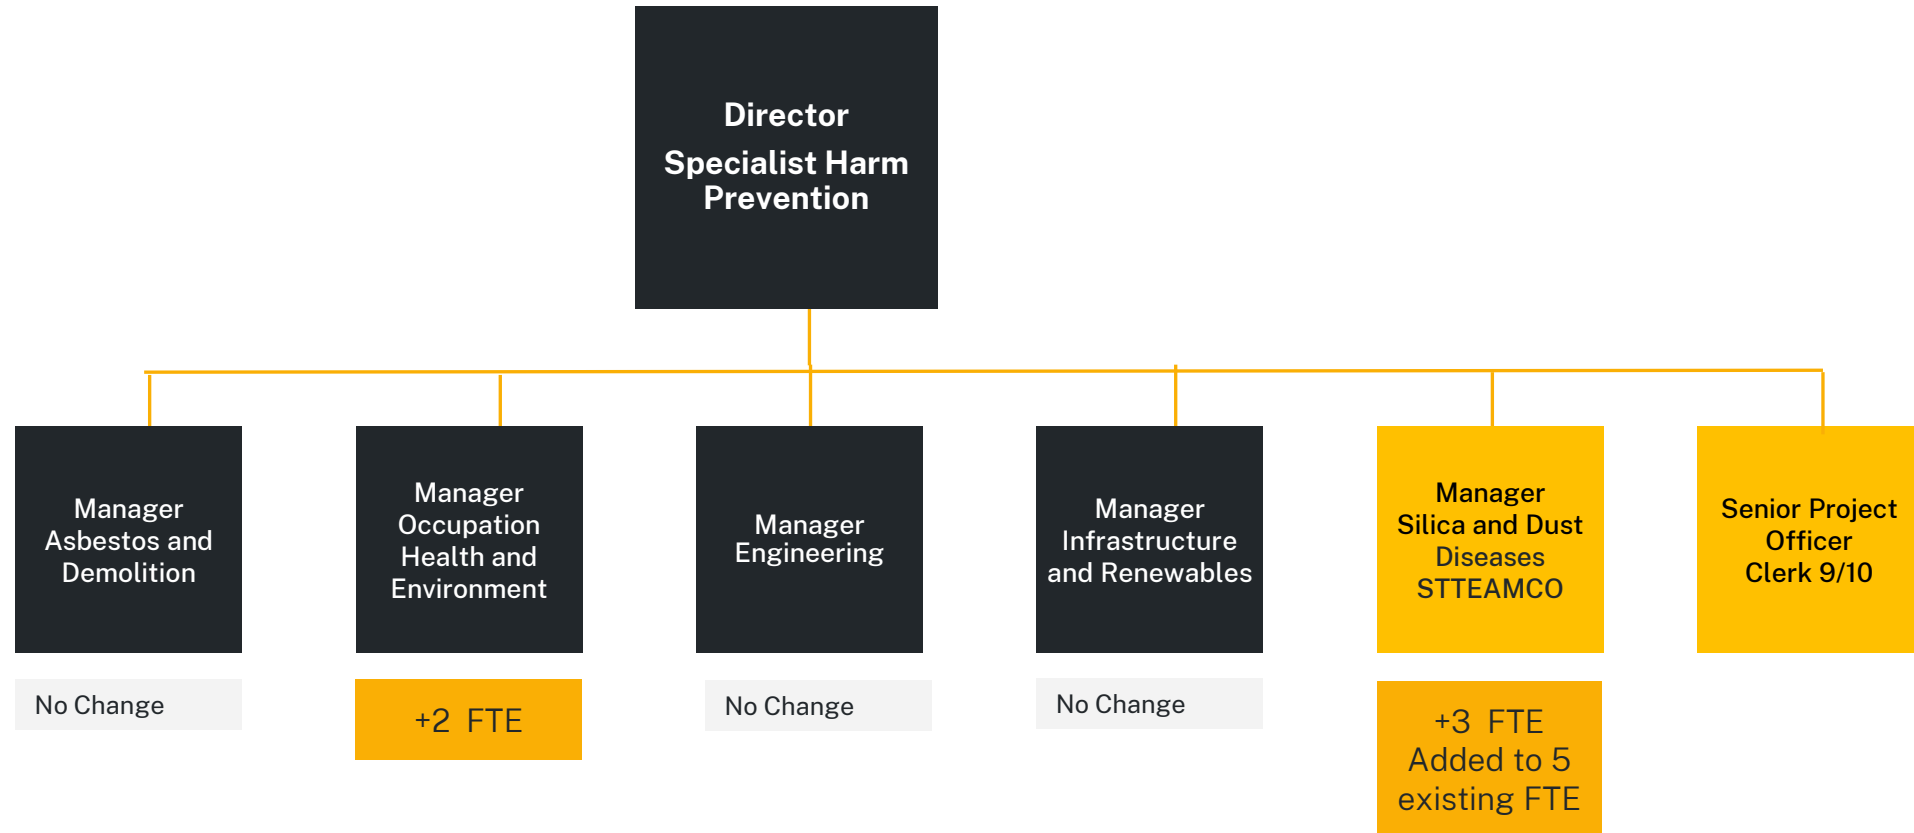 Director
Specialist Harm
Prevention
Manager
Asbestos and
Demolition
Manager
Occupation
Health and
Environment
Manager
Engineering
Manager
Infrastructure
and Renewables
Manager
Silica and Dust
Diseases
STTEAMCO
Senior Project
Officer
Clerk 9/10
No Change
+2 FTE
No Change
No Change
+3 FTE
Added to 5
existing FTE